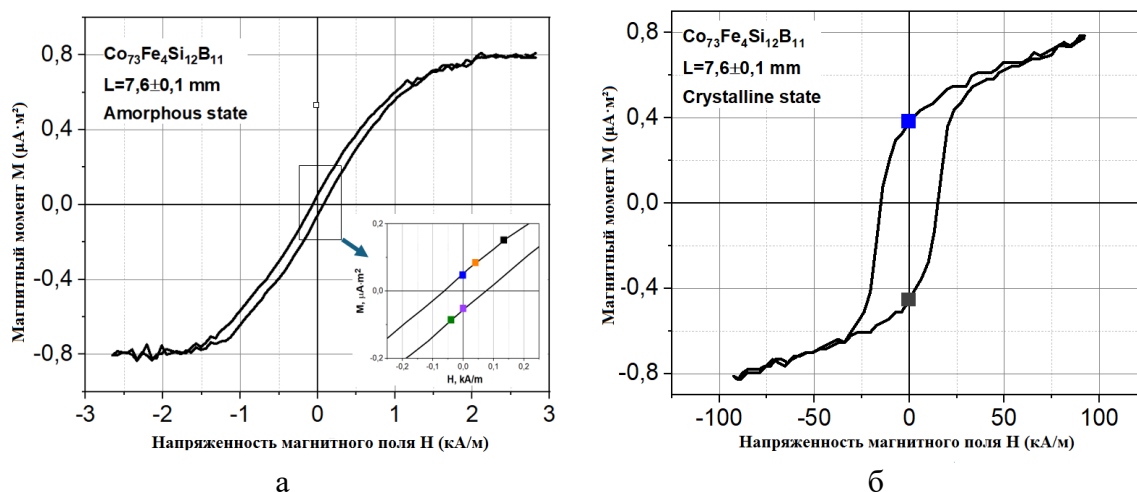 a
Co73Fe4Si12B11
L=7,6±0,1 mm
Amorphous state
Магнитный момент M (μA·м²)
0,8
0,4
0,0
-0,4
-0,8
-3
-2
-1
0
1
2
3
Напряженность магнитного поля H (кА/м)
M, μA·m²
0,2
0,0
-0,2
-0,2
-0,1
0,0
0,1
0,2
H, kA/m
а
б
Co73Fe4Si12B11
L=7,6±0,1 mm
Crystalline state
Магнитный момент M (μA·м²)
0,8
0,4
0,0
-0,4
-0,8
-100
-50
0
50
100
Напряженность магнитного поля H (кА/м)
б